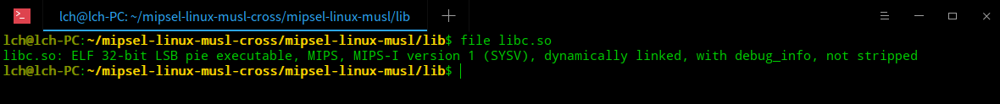 lch@lch-PC: ~/mipsel-linux-musl-cross/mipsel-linux-musl/lib
lch@lch-PC:~/mipsel-linux-musl-cross/mipsel-linux-musl/lib$ file libc.so
libc.so: ELF 32-bit LSB pie executable, MIPS, MIPS-I version 1 (SYSV), dynamically linked, with debug_info, not stripped
lch@lch-PC:~/mipsel-linux-musl-cross/mipsel-linux-musl/lib$